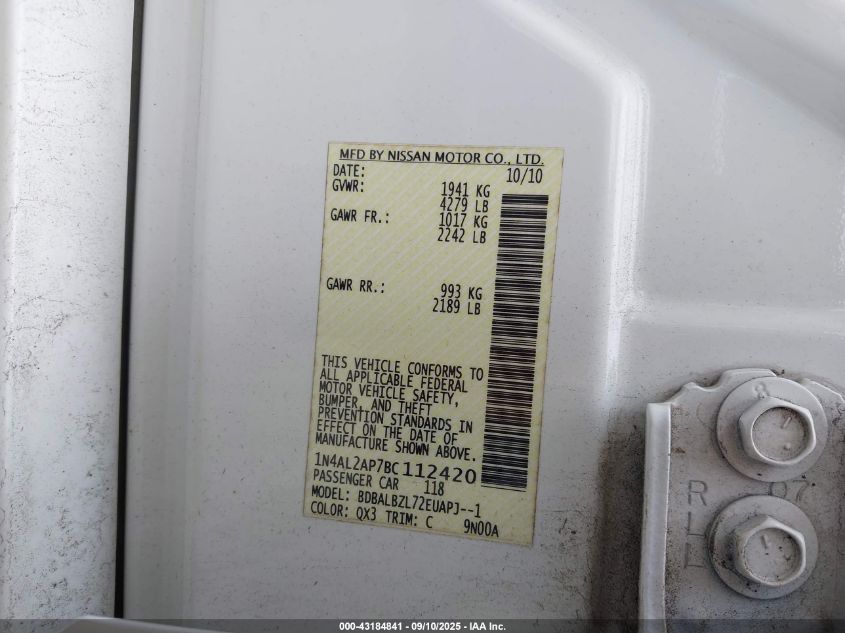 MFD BY NISSAN MOTOR CO., LTD.
DATE: 10/10
GVWR: 1941 KG
4279 LB
GAWR FR.: 1017 KG
2242 LB
GAWR RR.: 993 KG
2189 LB
THIS VEHICLE CONFORMS TO
ALL APPLICABLE FEDERAL
MOTOR VEHICLE SAFETY,
BUMPER, AND THEFT
PREVENTION STANDARDS IN
EFFECT ON THE DATE OF
MANUFACTURE SHOWN ABOVE.
1N4AL2AP7BC112420
PASSENGER CAR 118
MODEL: BDBALBZL72EUAPJ--1
COLOR: QX3 TRIM: C 9N00A
8
R
L
L
000-43184841 - 09/10/2025 - IAA Inc.